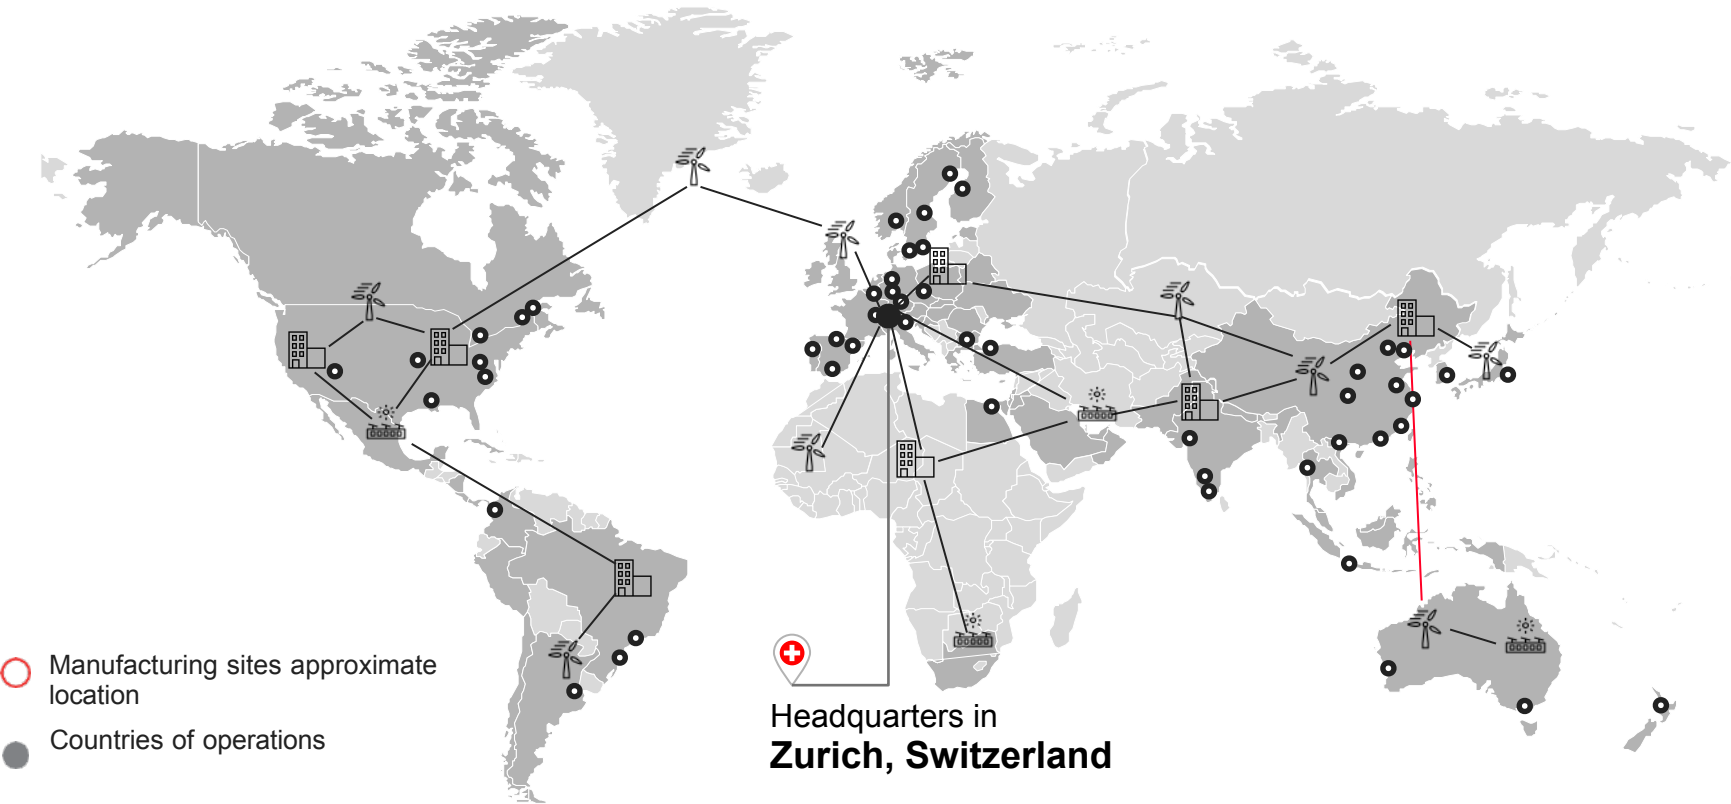 Manufacturing sites approximate
location
Countries of operations
Headquarters in
Zurich, Switzerland